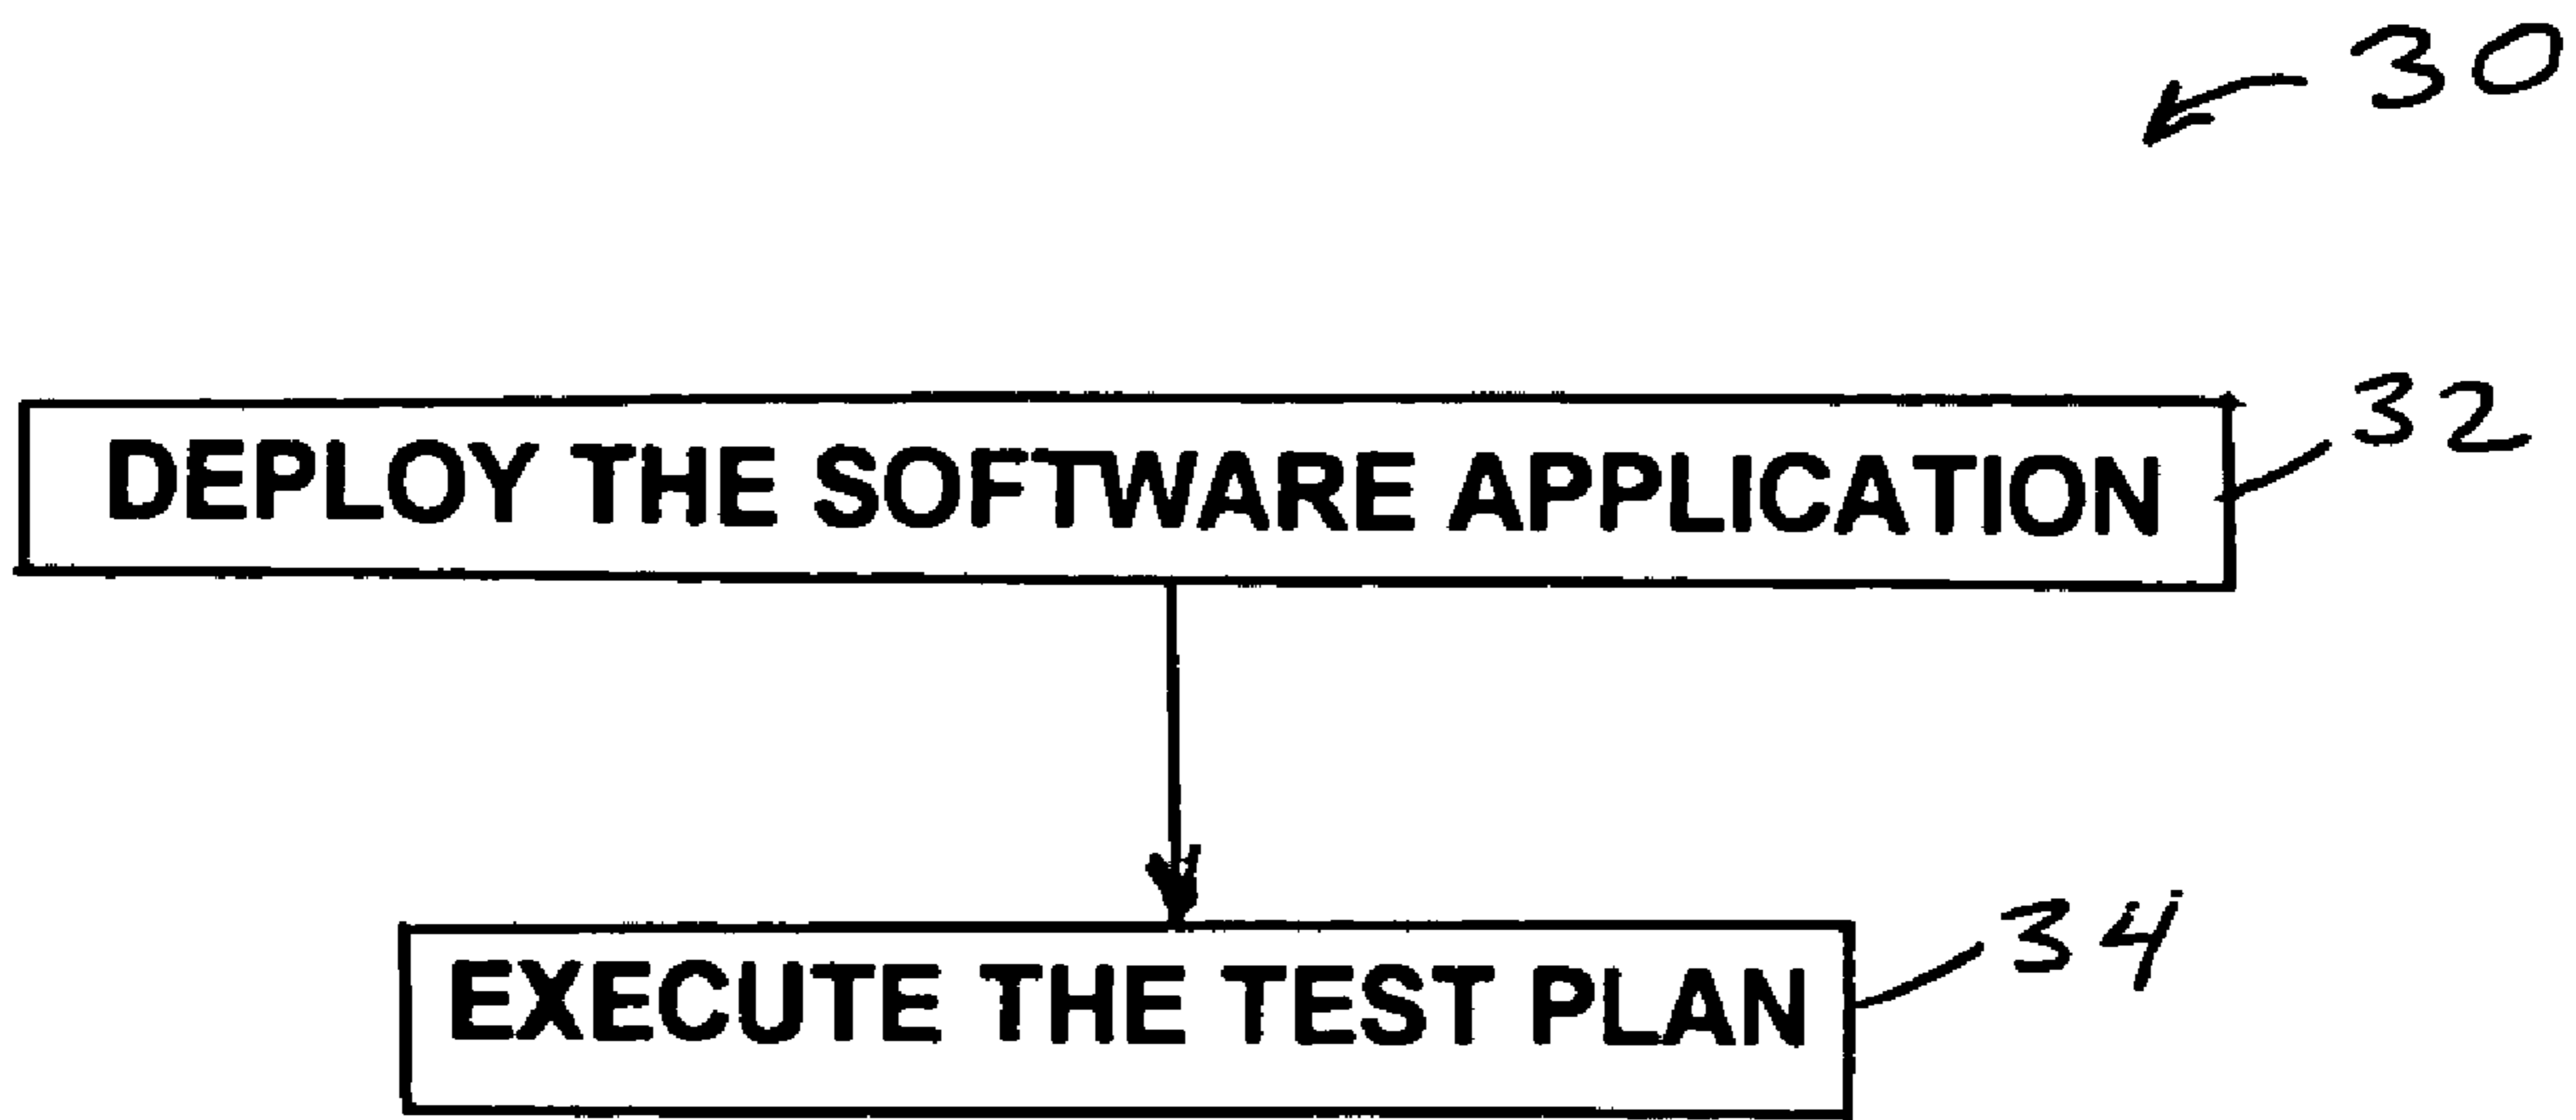 30
DEPLOY THE SOFTWARE APPLICATION
32
EXECUTE THE TEST PLAN
34